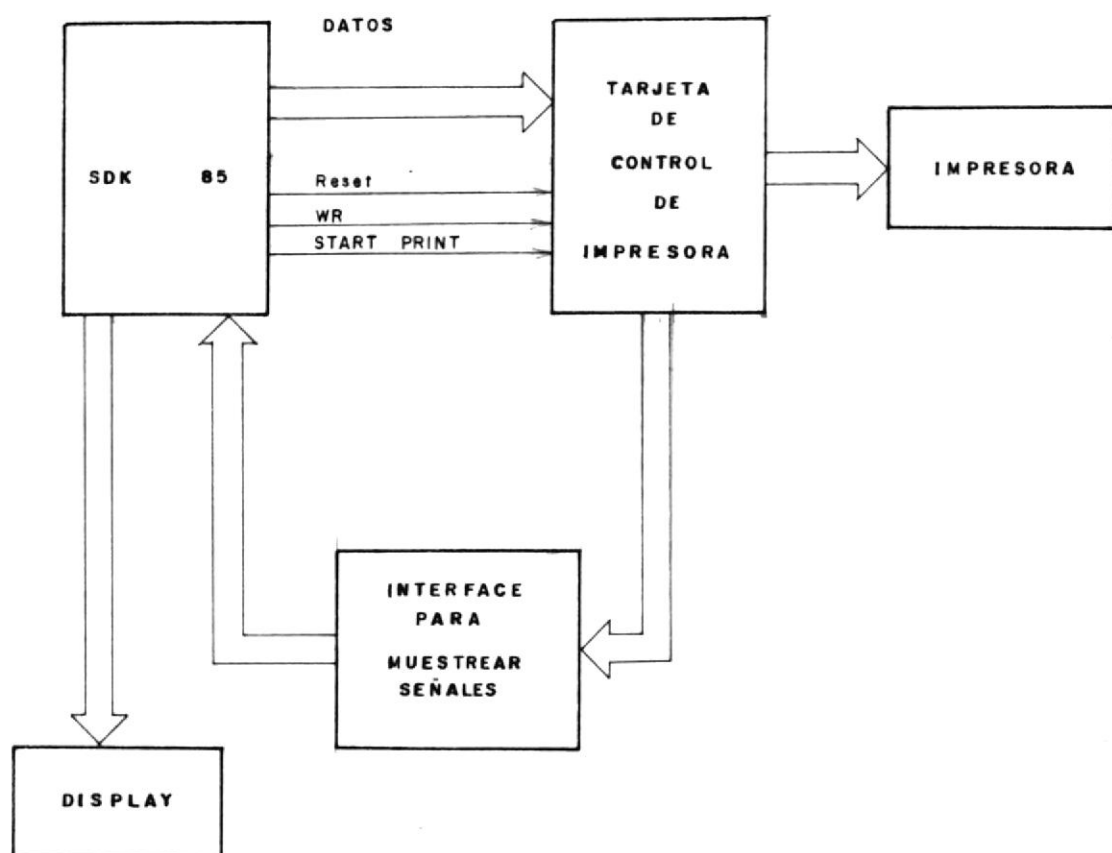 DATOS
SDK 85
Reset
WR
START PRINT
TARJETA
DE
CONTROL
DE
IMPRESORA
IMPRESORA
INTERFACE
PARA
MUESTREAR
SEÑALES
DISPLAY